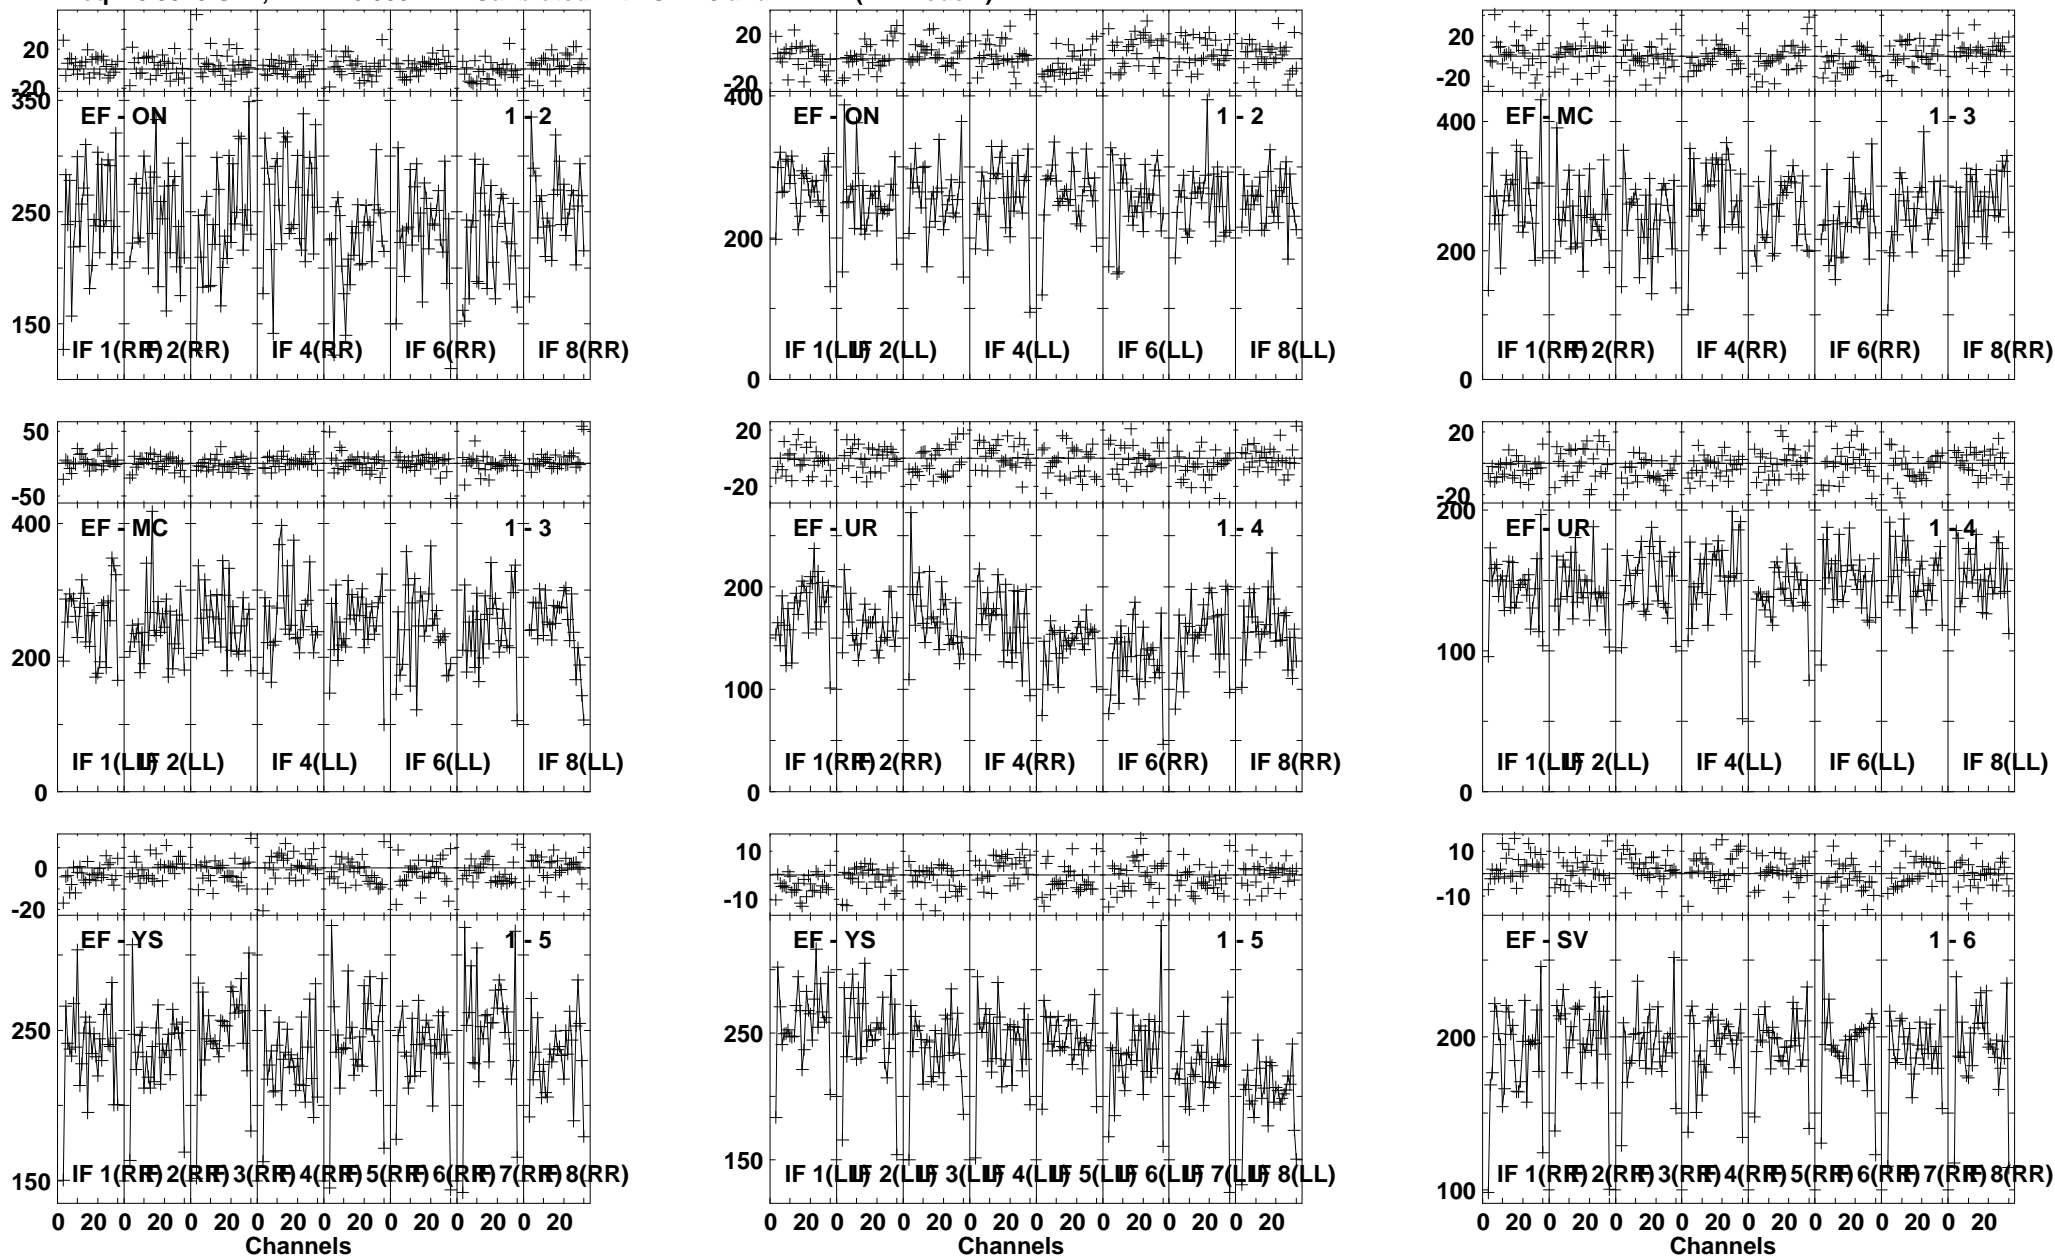 20
-20
350
250
150
EF - ON
1 - 2
IF 1(RR)
IF 2(RR)
IF 4(RR)
IF 6(RR)
IF 8(RR)
20
-20
400
200
0
EF - ON
1 - 2
IF 1(LL)
IF 2(LL)
IF 4(LL)
IF 6(LL)
IF 8(LL)
20
-20
400
200
0
EF - MC
1 - 3
IF 1(RR)
IF 2(RR)
IF 4(RR)
IF 6(RR)
IF 8(RR)
50
-50
400
200
0
EF - MC
1 - 3
IF 1(LL)
IF 2(LL)
IF 4(LL)
IF 6(LL)
IF 8(LL)
20
-20
200
100
0
EF - UR
1 - 4
IF 1(RR)
IF 2(RR)
IF 4(RR)
IF 6(RR)
IF 8(RR)
20
-20
200
100
0
EF - UR
1 - 4
IF 1(LL)
IF 2(LL)
IF 4(LL)
IF 6(LL)
IF 8(LL)
0
-20
250
150
EF - YS
1 - 5
IF 1(RR)
IF 2(RR)
IF 3(RR)
IF 4(RR)
IF 5(RR)
IF 6(RR)
IF 7(RR)
IF 8(RR)
0 20 0 20 0 20 0 20 0 20 0 20 0 20 0 20
Channels
10
-10
250
150
EF - YS
1 - 5
IF 1(LL)
IF 2(LL)
IF 3(LL)
IF 4(LL)
IF 5(LL)
IF 6(LL)
IF 7(LL)
IF 8(LL)
0 20 0 20 0 20 0 20 0 20 0 20 0 20 0 20
Channels
10
-10
200
100
EF - SV
1 - 6
IF 1(RR)
IF 2(RR)
IF 3(RR)
IF 4(RR)
IF 5(RR)
IF 6(RR)
IF 7(RR)
IF 8(RR)
0 20 0 20 0 20 0 20 0 20 0 20 0 20 0 20
Channels